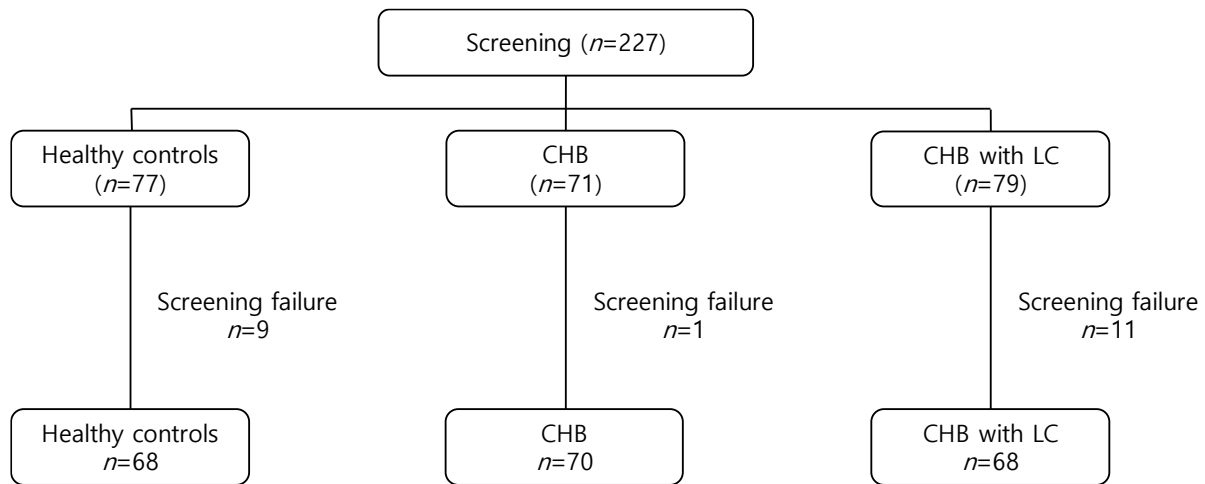 Screening (n=227)
Healthy controls
(n=77)
CHB
(n=71)
CHB with LC
(n=79)
Screening failure
n=9
Screening failure
n=1
Screening failure
n=11
Healthy controls
n=68
CHB
n=70
CHB with LC
n=68